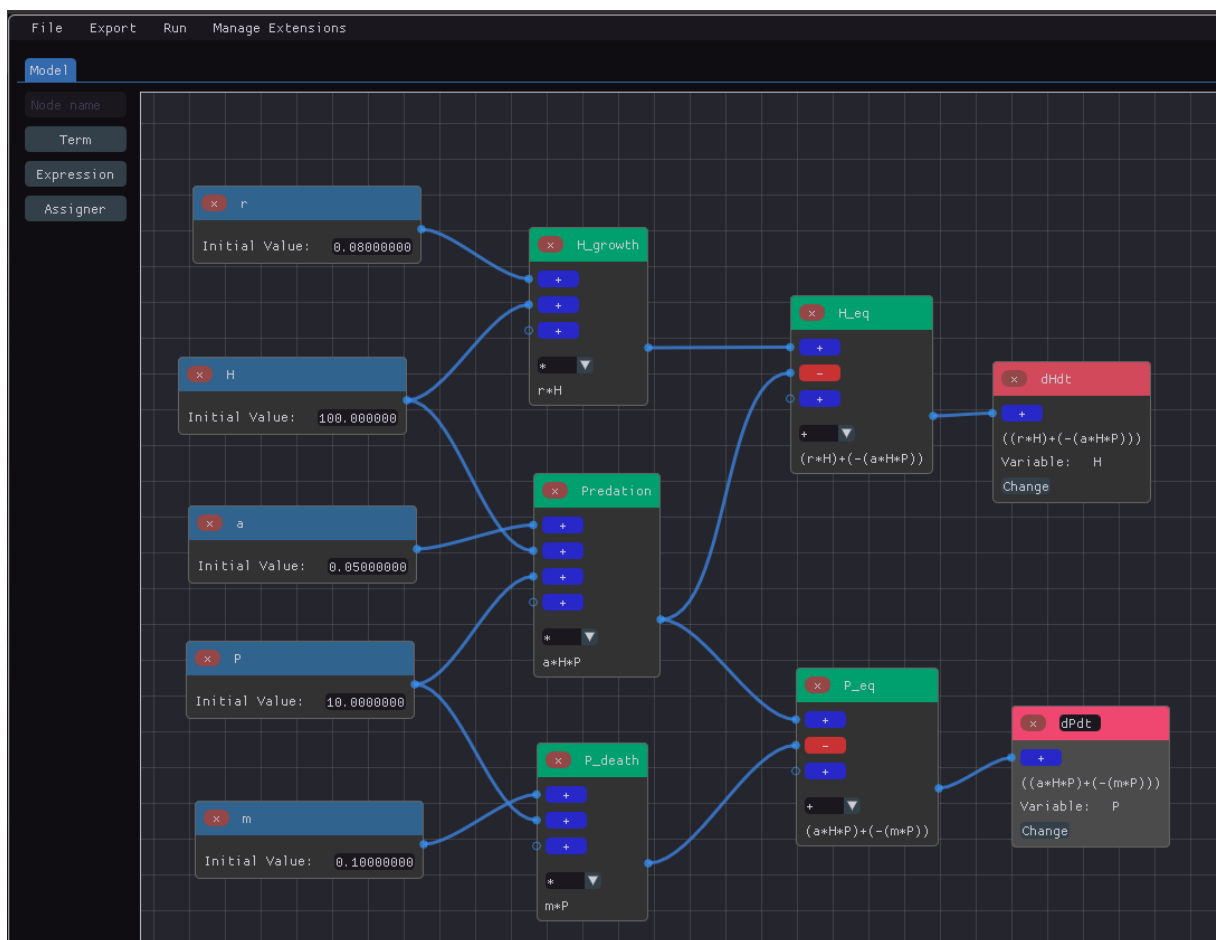 File Export Run Manage Extensions
Model
Node name
Term
Expression
Assigner
× r
Initial Value: 0.08000000
× H
Initial Value: 100.000000
× a
Initial Value: 0.05000000
× P
Initial Value: 10.0000000
× m
Initial Value: 0.10000000
× H_growth
+
+
+
* ▼
r*H
× Predation
+
+
+
+
* ▼
a*H*P
× P_death
+
+
+
* ▼
m*P
× H_eq
+
-
+
+ ▼
(r*H)+(-(a*H*P))
× P_eq
+
-
+
+ ▼
(a*H*P)+(-(m*P))
× dHdt
+
((r*H)+(-(a*H*P)))
Variable: H
Change
× dPdt
+
((a*H*P)+(-(m*P)))
Variable: P
Change